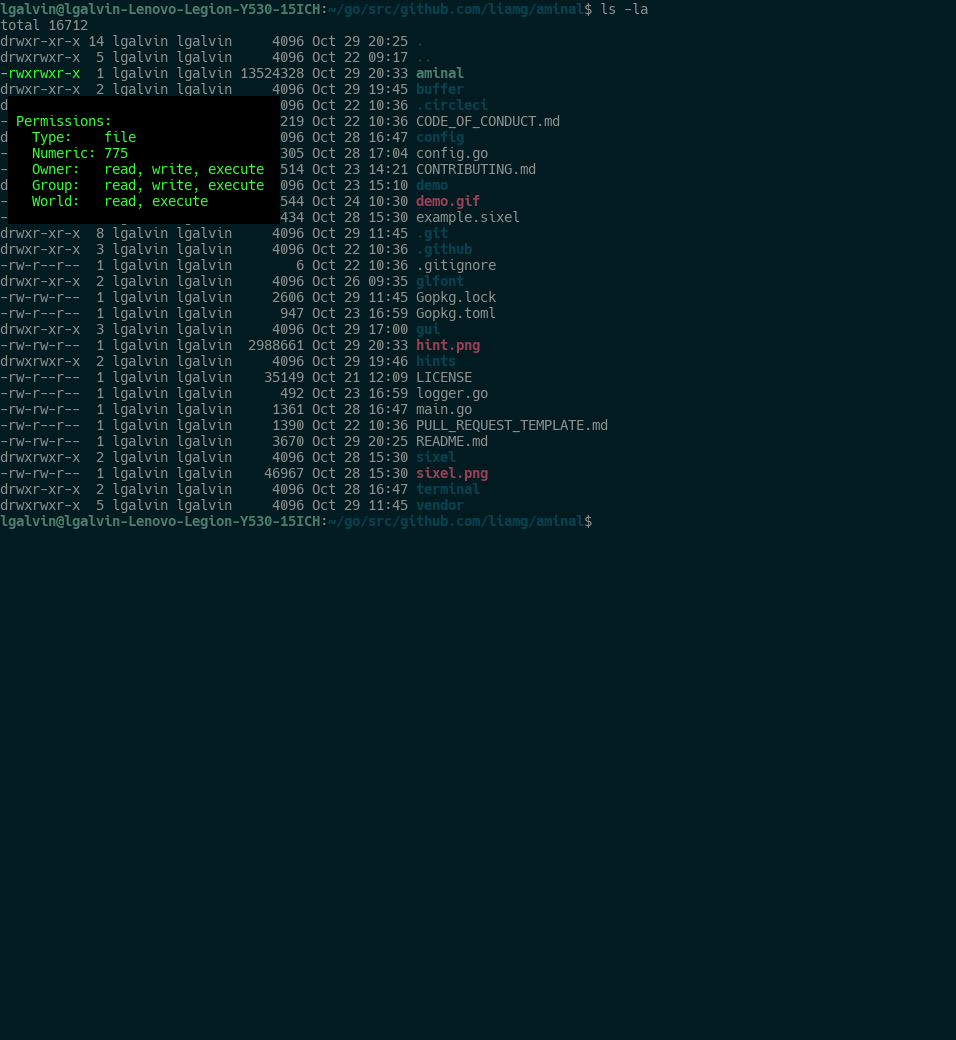 lgalvin@lgalvin-Lenovo-Legion-Y530-15ICH:~/go/src/github.com/liamg/aminal$ ls -la
total 16712
drwxr-xr-x 14 lgalvin lgalvin     4096 Oct 29 20:25 .
drwxrwxr-x  5 lgalvin lgalvin     4096 Oct 22 09:17 ..
-rwxrwxr-x  1 lgalvin lgalvin 13524328 Oct 29 20:33 aminal
drwxr-xr-x  2 lgalvin lgalvin     4096 Oct 29 19:45 buffer
d 096 Oct 22 10:36 .circleci
- Permissions: 219 Oct 22 10:36 CODE_OF_CONDUCT.md
d Type:    file 096 Oct 28 16:47 config
- Numeric: 775 305 Oct 28 17:04 config.go
- Owner:   read, write, execute 514 Oct 23 14:21 CONTRIBUTING.md
d Group:   read, write, execute 096 Oct 23 15:10 demo
- World:   read, execute 544 Oct 24 10:30 demo.gif
- 434 Oct 28 15:30 example.sixel
drwxr-xr-x  8 lgalvin lgalvin     4096 Oct 29 11:45 .git
drwxr-xr-x  3 lgalvin lgalvin     4096 Oct 22 10:36 .github
-rw-r--r--  1 lgalvin lgalvin        6 Oct 22 10:36 .gitignore
drwxr-xr-x  2 lgalvin lgalvin     4096 Oct 26 09:35 glfont
-rw-rw-r--  1 lgalvin lgalvin     2606 Oct 29 11:45 Gopkg.lock
-rw-r--r--  1 lgalvin lgalvin      947 Oct 23 16:59 Gopkg.toml
drwxr-xr-x  3 lgalvin lgalvin     4096 Oct 29 17:00 gui
-rw-rw-r--  1 lgalvin lgalvin  2988661 Oct 29 20:33 hint.png
drwxrwxr-x  2 lgalvin lgalvin     4096 Oct 29 19:46 hints
-rw-r--r--  1 lgalvin lgalvin    35149 Oct 21 12:09 LICENSE
-rw-r--r--  1 lgalvin lgalvin      492 Oct 23 16:59 logger.go
-rw-rw-r--  1 lgalvin lgalvin     1361 Oct 28 16:47 main.go
-rw-r--r--  1 lgalvin lgalvin     1390 Oct 22 10:36 PULL_REQUEST_TEMPLATE.md
-rw-rw-r--  1 lgalvin lgalvin     3670 Oct 29 20:25 README.md
drwxrwxr-x  2 lgalvin lgalvin     4096 Oct 28 15:30 sixel
-rw-rw-r--  1 lgalvin lgalvin    46967 Oct 28 15:30 sixel.png
drwxr-xr-x  2 lgalvin lgalvin     4096 Oct 28 16:47 terminal
drwxrwxr-x  5 lgalvin lgalvin     4096 Oct 29 11:45 vendor
lgalvin@lgalvin-Lenovo-Legion-Y530-15ICH:~/go/src/github.com/liamg/aminal$